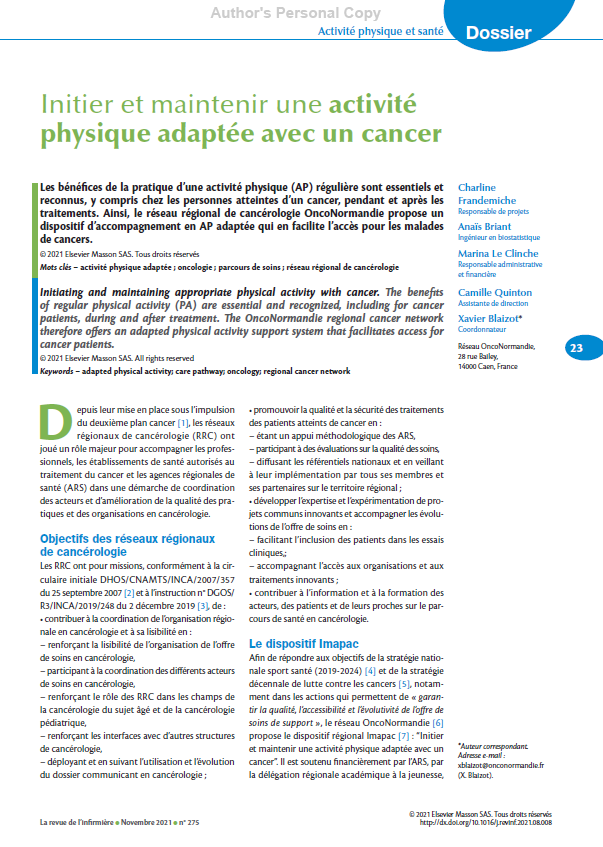 Author's Personal Copy
Activité physique et santé
Dossier
Initier et maintenir une activité
physique adaptée avec un cancer
Les bénéfices de la pratique d'une activité physique (AP) régulière sont essentiels et
reconnus, y compris chez les personnes atteintes d'un cancer, pendant et après les
traitements. Ainsi, le réseau régional de cancérologie OncoNormandie propose un
dispositif d'accompagnement en AP adaptée qui en facilite l'accès pour les malades
de cancers.
© 2021 Elsevier Masson SAS. Tous droits réservés
Mots clés – activité physique adaptée ; oncologie ; parcours de soins ; réseau régional de cancérologie
Initiating and maintaining appropriate physical activity with cancer. The benefits
of regular physical activity (PA) are essential and recognized, including for cancer
patients, during and after treatment. The OncoNormandie regional cancer network
therefore offers an adapted physical activity support system that facilitates access for
cancer patients.
© 2021 Elsevier Masson SAS. All rights reserved
Keywords – adapted physical activity; care pathway; oncology; regional cancer network
Charline
Frandemiche
Responsable de projets
Anaïs Briant
Ingénieur en biostatistique
Marina Le Clinche
Responsable administrative
et financière
Camille Quinton
Assistante de direction
Xavier Blaizot*
Coordonnateur
Réseau OncoNormandie,
28 rue Bailey,
14000 Caen, France
23
Depuis leur mise en place sous l'impulsion
du deuxième plan cancer [1], les réseaux
régionaux de cancérologie (RRC) ont
joué un rôle majeur pour accompagner les profes-
sionnels, les établissements de santé autorisés au
traitement du cancer et les agences régionales de
santé (ARS) dans une démarche de coordination
des acteurs et d'amélioration de la qualité des pra-
tiques et des organisations en cancérologie.
Objectifs des réseaux régionaux
de cancérologie
Les RRC ont pour missions, conformément à la cir-
culaire initiale DHOS/CNAMTS/INCA/2007/357
du 25 septembre 2007 [2] et à l'instruction n° DGOS/
R3/INCA/2019/248 du 2 décembre 2019 [3], de :
• contribuer à la coordination de l'organisation régio-
nale en cancérologie et à sa lisibilité en :
– renforçant la lisibilité de l'organisation de l'offre
de soins en cancérologie,
– participant à la coordination des différents acteurs
de soins en cancérologie,
– renforçant le rôle des RRC dans les champs de
la cancérologie du sujet âgé et de la cancérologie
pédiatrique,
– renforçant les interfaces avec d'autres structures
de cancérologie,
– déployant et en suivant l'utilisation et l'évolution
du dossier communicant en cancérologie ;
• promouvoir la qualité et la sécurité des traitements
des patients atteints de cancer en :
– étant un appui méthodologique des ARS,
– participant à des évaluations sur la qualité des soins,
– diffusant les référentiels nationaux et en veillant
à leur implémentation par tous ses membres et
ses partenaires sur le territoire régional ;
• développer l'expertise et l'expérimentation de pro-
jets communs innovants et accompagner les évolu-
tions de l'offre de soins en :
– facilitant l'inclusion des patients dans les essais
cliniques,;
– accompagnant l'accès aux organisations et aux
traitements innovants ;
• contribuer à l'information et à la formation des
acteurs, des patients et de leurs proches sur le par-
cours de santé en cancérologie.
Le dispositif Imapac
Afin de répondre aux objectifs de la stratégie natio-
nale sport santé (2019-2024) [4] et de la stratégie
décennale de lutte contre les cancers [5], notam-
ment dans les actions qui permettent de « garan-
tir la qualité, l'accessibilité et l'évolutivité de l'offre de
soins de support », le réseau OncoNormandie [6]
propose le dispositif régional Imapac [7] : "Initier
et maintenir une activité physique adaptée avec un
cancer". Il est soutenu financièrement par l'ARS, par
la délégation régionale académique à la jeunesse,
*Auteur correspondant.
Adresse e-mail :
xblaizot@onconormandie.fr
(X. Blaizot).
La revue de l'infirmière ● Novembre 2021 ● n° 275
© 2021 Elsevier Masson SAS. Tous droits réservés
http://dx.doi.org/10.1016/j.revinf.2021.08.008